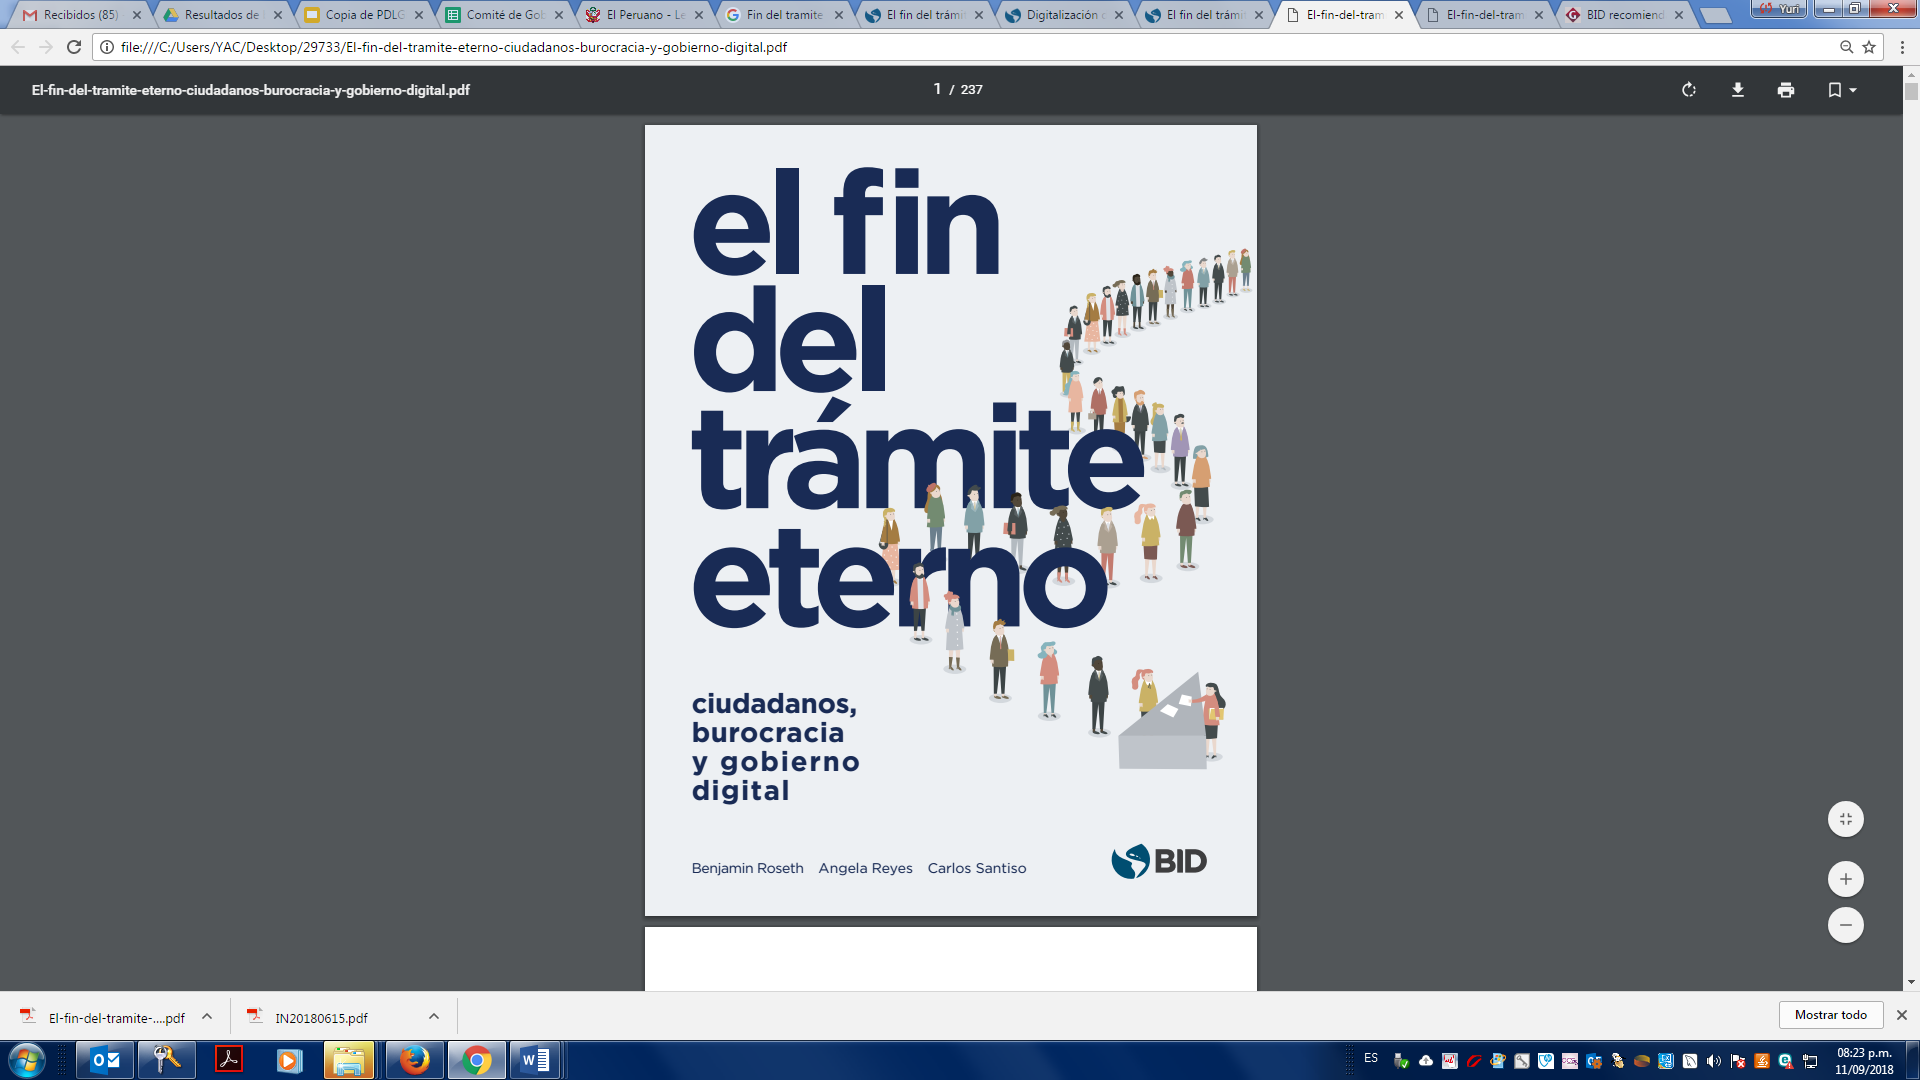 Recibidos (85)
Resultados de
Copia de PDLG
Comité de Gob
El Peruano - Le
Fin del tramite
El fin del trámi
Digitalización
El fin del trámi
El-fin-del-tram
El-fin-del-tram
BID recomiend
Yuri
file:///C:/Users/YAC/Desktop/29733/El-fin-del-tramite-eterno-ciudadanos-burocracia-y-gobierno-digital.pdf
El-fin-del-tramite-eterno-ciudadanos-burocracia-y-gobierno-digital.pdf
1 / 237
el fin
del
trámite
eterno
ciudadanos,
burocracia
y gobierno
digital
Benjamin Roseth Angela Reyes Carlos Santiso
BID
El-fin-del-tramite-....pdf
IN20180615.pdf
Mostrar todo
ES
08:23 p.m.
11/09/2018